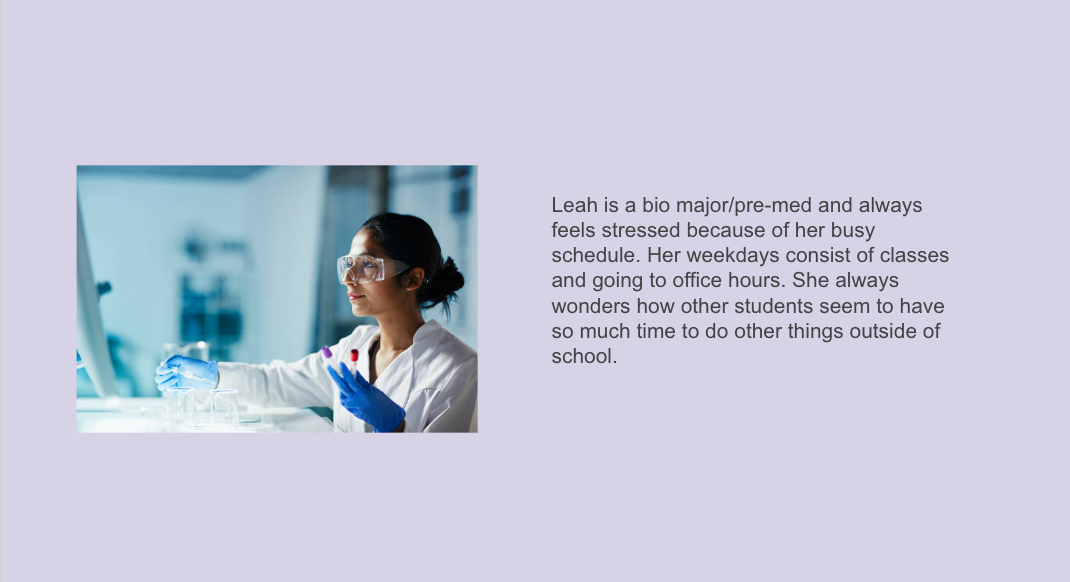 Leah is a bio major/pre-med and always
feels stressed because of her busy
schedule. Her weekdays consist of classes
and going to office hours. She always
wonders how other students seem to have
so much time to do other things outside of
school.